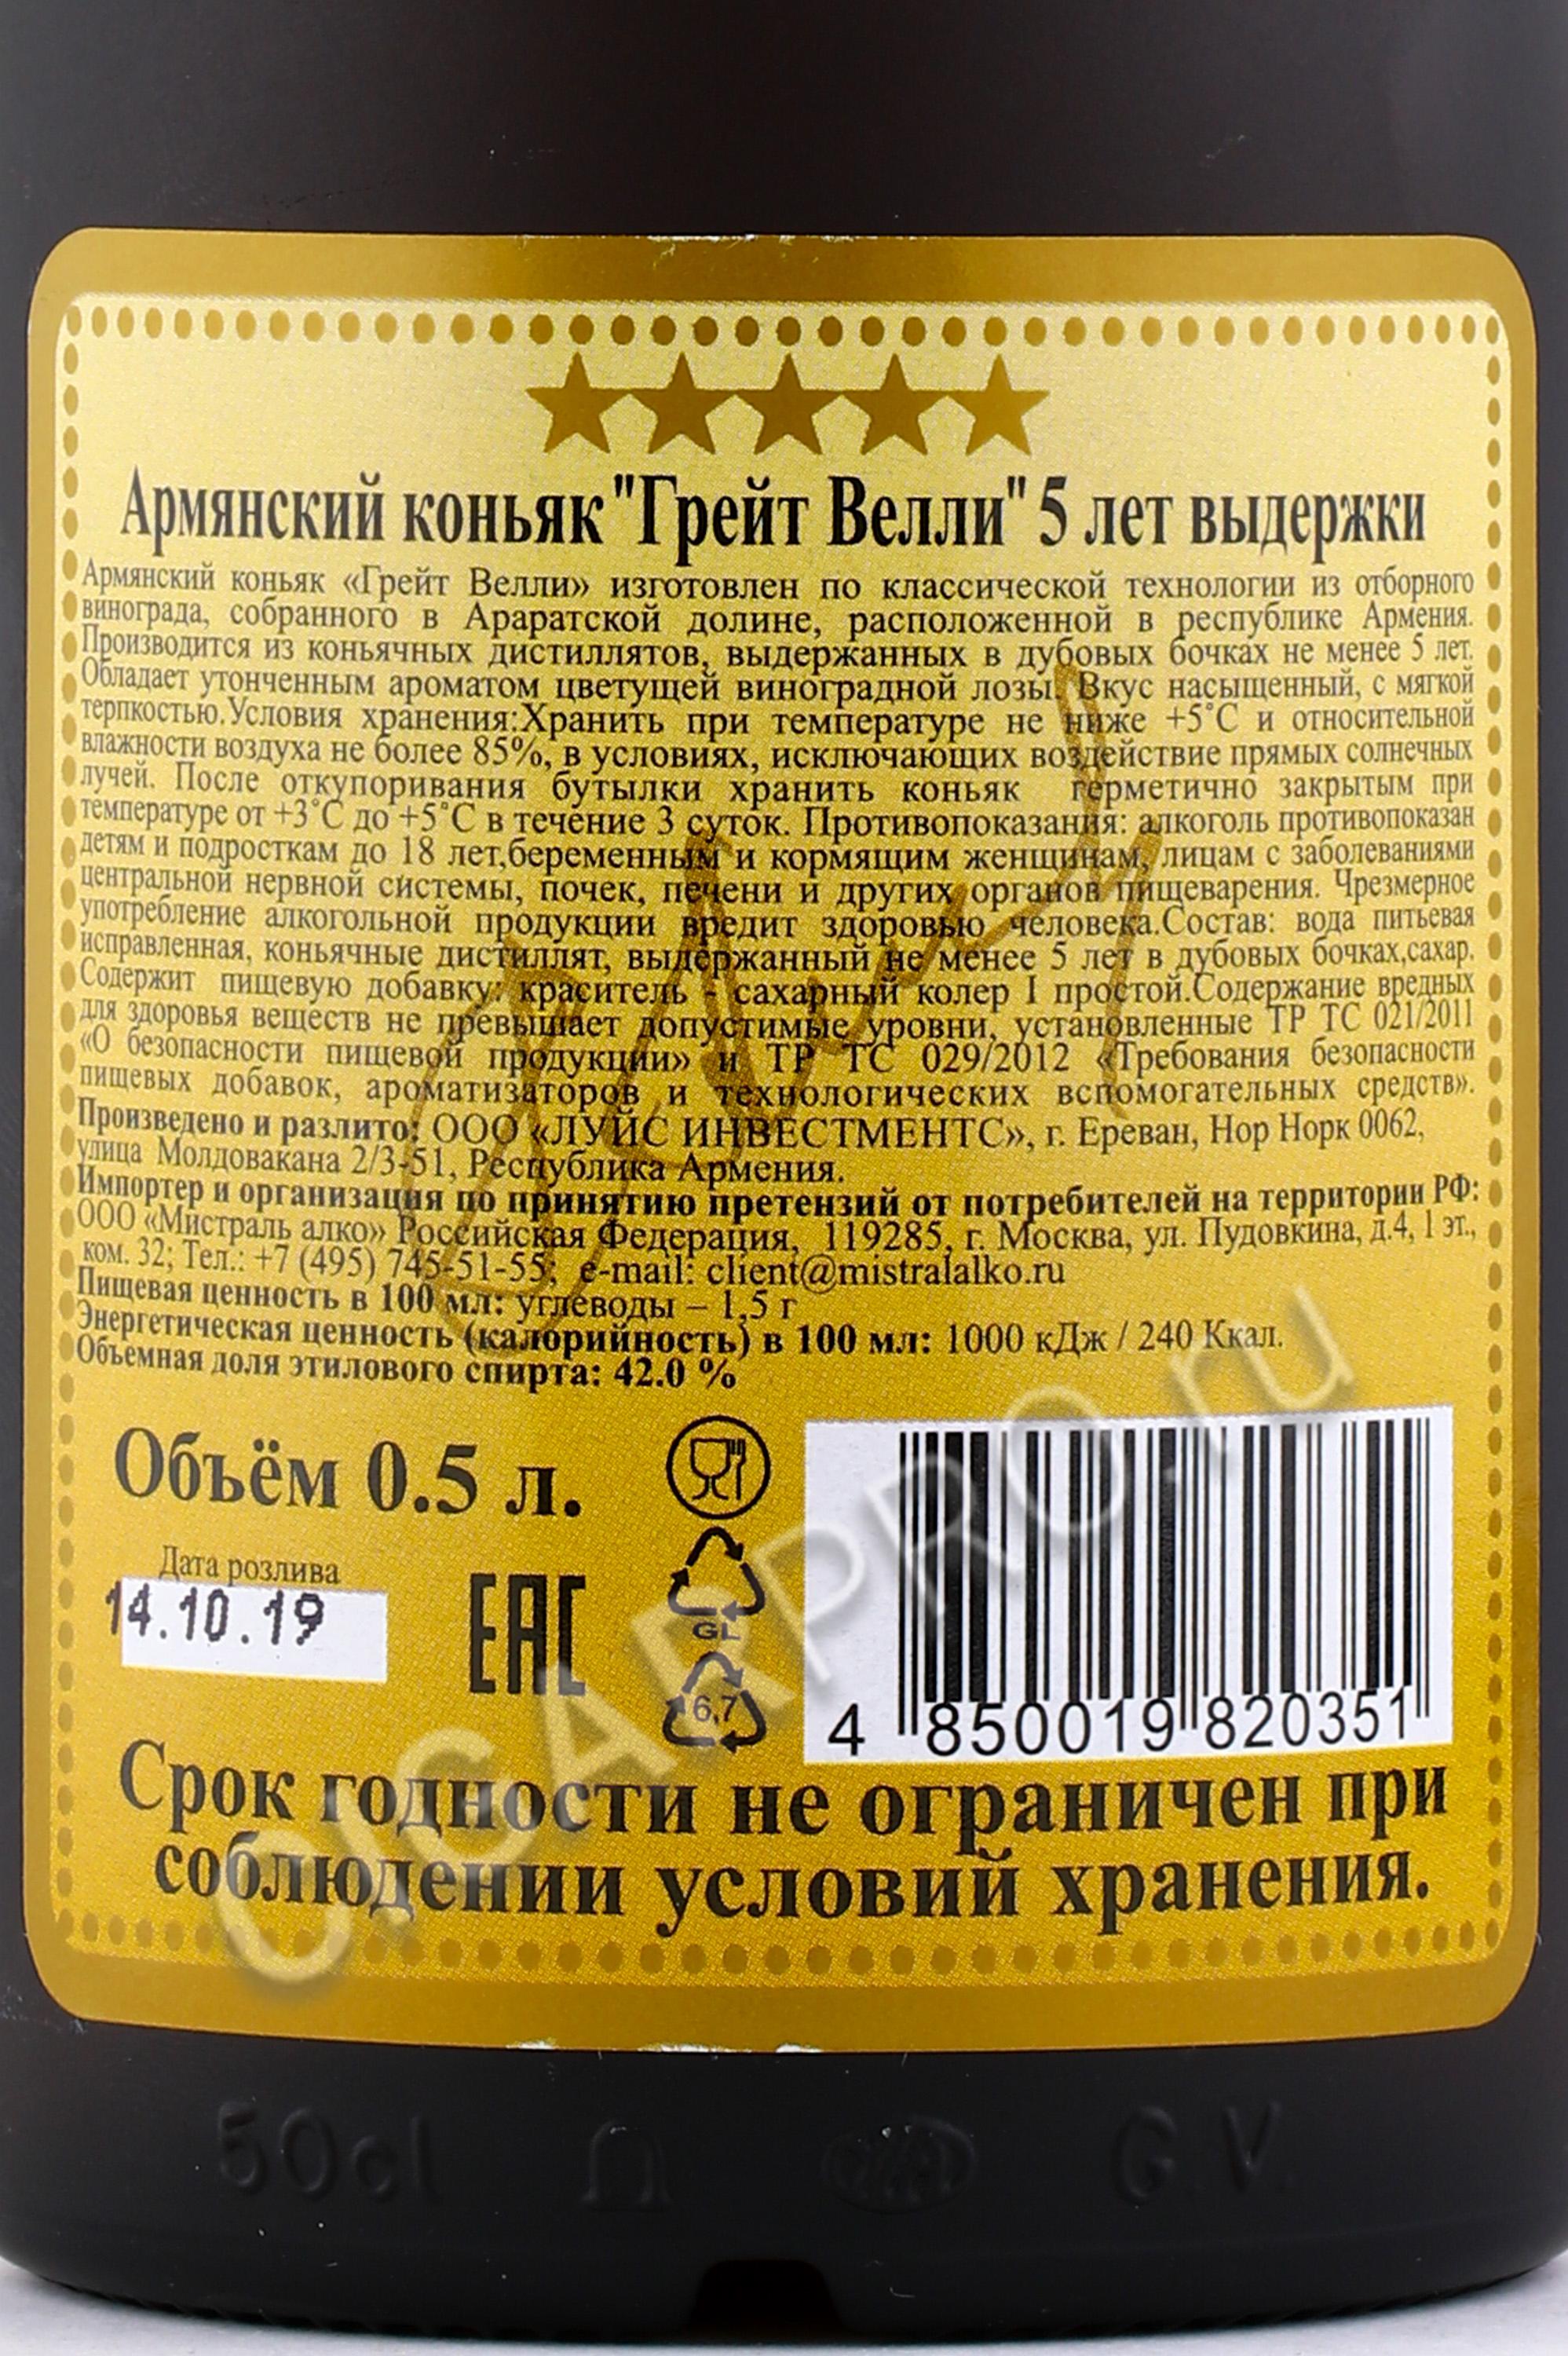 Армянский коньяк "Грейт Велли" 5 лет выдержки
Армянский коньяк «Грейт Велли» изготовлен по классической технологии из отборного
винограда, собранного в Араратской долине, расположенной в республике Армения.
Производится из коньячных дистиллятов, выдержанных в дубовых бочках не менее 5 лет.
Обладает утонченным ароматом цветущей виноградной лозы. Вкус насыщенный, с мягкой
терпкостью.Условия хранения:Хранить при температуре не ниже +5˚С и относительной
влажности воздуха не более 85%, в условиях, исключающих воздействие прямых солнечных
лучей. После откупоривания бутылки хранить коньяк герметично закрытым при
температуре от +3˚С до +5˚С в течение 3 суток. Противопоказания: алкоголь противопоказан
детям и подросткам до 18 лет,беременным и кормящим женщинам, лицам с заболеваниями
центральной нервной системы, почек, печени и других органов пищеварения. Чрезмерное
употребление алкогольной продукции вредит здоровью человека.Состав: вода питьевая
исправленная, коньячные дистиллят, выдержанный не менее 5 лет в дубовых бочках,сахар.
Содержит пищевую добавку: краситель - сахарный колер I простой.Содержание вредных
для здоровья веществ не превышает допустимые уровни, установленные ТР ТС 021/2011
«О безопасности пищевой продукции» и ТР ТС 029/2012 «Требования безопасности
пищевых добавок, ароматизаторов и технологических вспомогательных средств».
Произведено и разлито: ООО «ЛУЙС ИНВЕСТМЕНТС», г. Ереван, Нор Норк 0062,
улица Молдовакана 2/3-51, Республика Армения.
Импортер и организация по принятию претензий от потребителей на территории РФ:
ООО «Мистраль алко» Российская Федерация, 119285, г. Москва, ул. Пудовкина, д.4, 1 эт.,
ком. 32; Тел.: +7 (495) 745-51-55; e-mail: client@mistralalko.ru
Пищевая ценность в 100 мл: углеводы – 1,5 г
Энергетическая ценность (калорийность) в 100 мл: 1000 кДж / 240 Ккал.
Объемная доля этилового спирта: 42.0 %
Объём 0.5 л.
Дата розлива
14.10.19
EAC
GL
6,7
4 850019 820351
Срок годности не ограничен при
соблюдении условий хранения.
50cl G.V.
CIGARPRO.ru